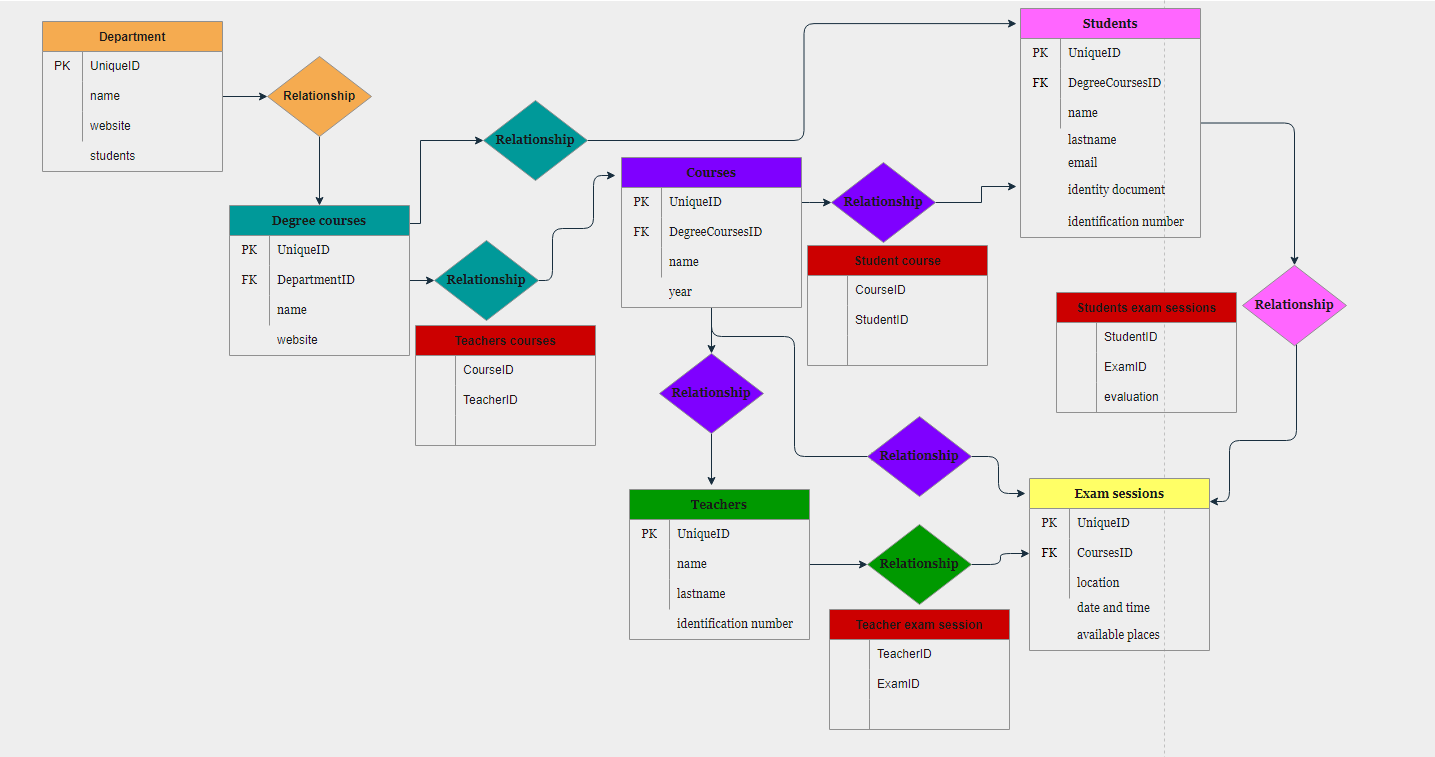 Department
PK UniqueID
name
website
students
Relationship
Degree courses
PK UniqueID
FK DepartmentID
name
website
Relationship
Relationship
Teachers courses
CourseID
TeacherID
Courses
PK UniqueID
FK DegreeCoursesID
name
year
Relationship
Student course
CourseID
StudentID
Students
PK UniqueID
FK DegreeCoursesID
name
lastname
email
identity document
identification number
Relationship
Students exam sessions
StudentID
ExamID
evaluation
Relationship
Relationship
Teachers
PK UniqueID
name
lastname
identification number
Relationship
Teacher exam session
TeacherID
ExamID
Exam sessions
PK UniqueID
FK CoursesID
location
date and time
available places